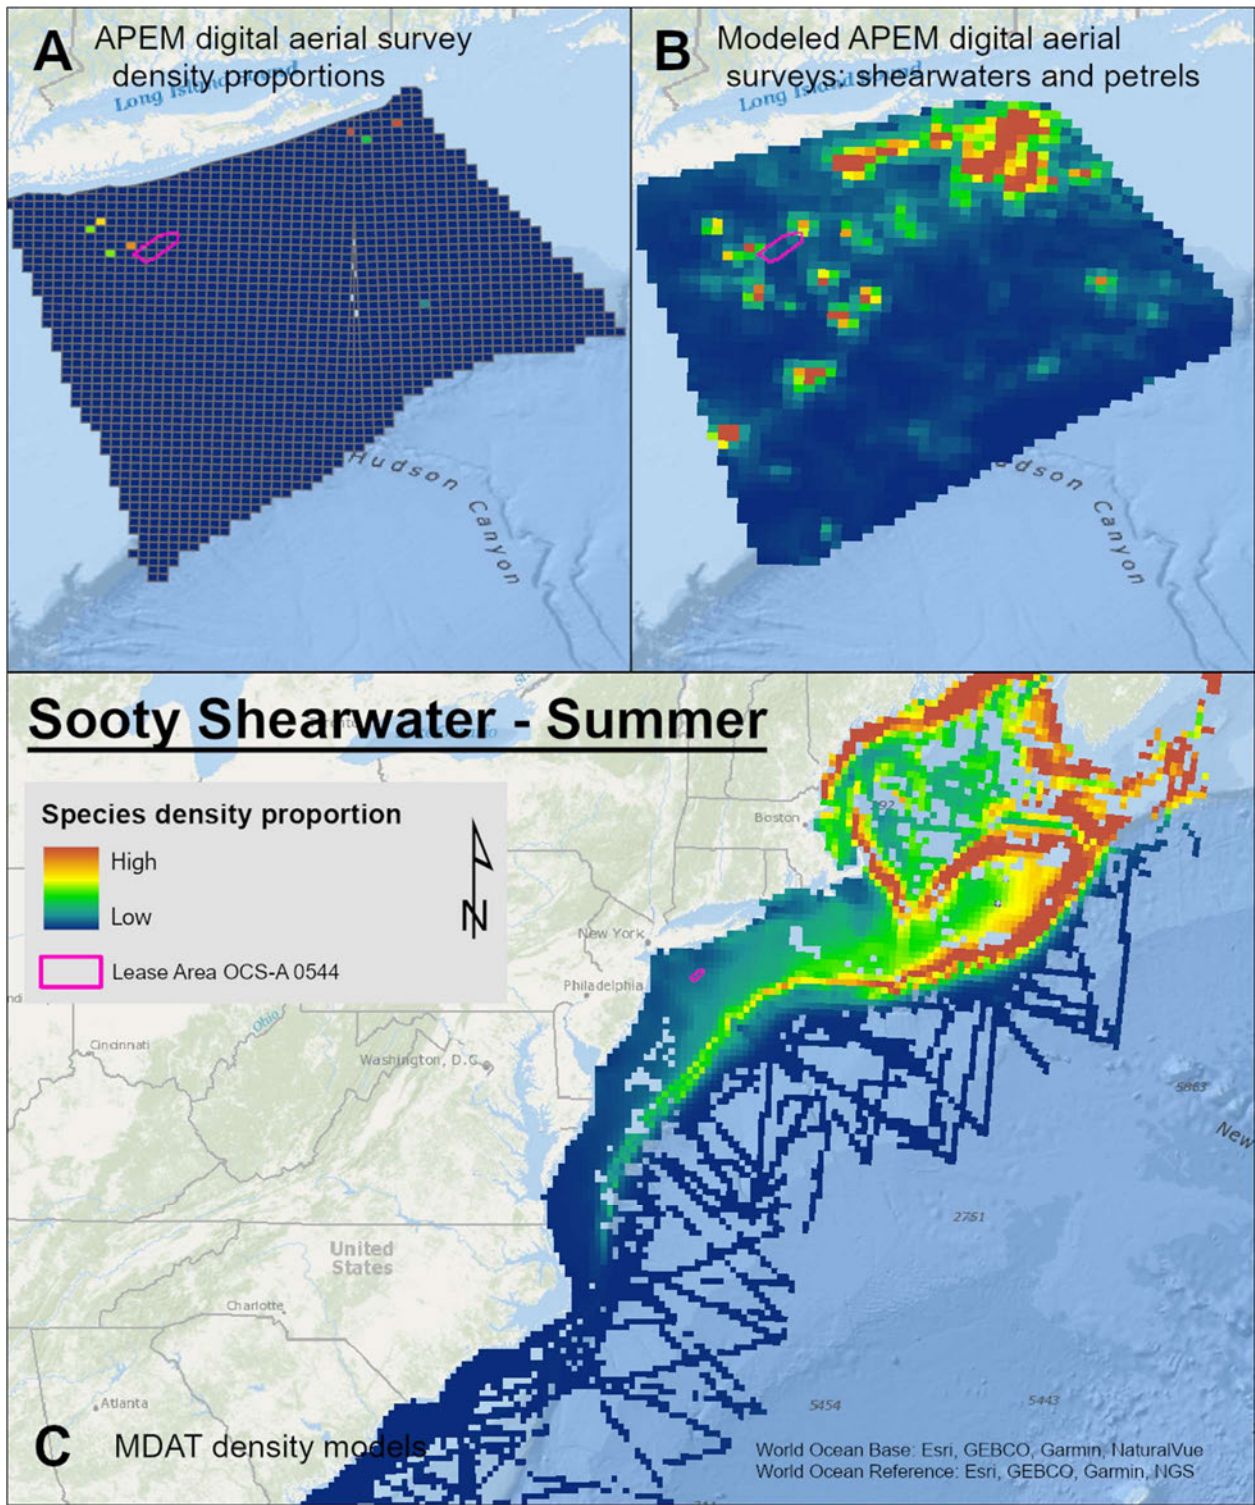 A
APEM digital aerial survey
density proportions
Long Island Sound
Hudson Canyon
B
Modeled APEM digital aerial
surveys: shearwaters and petrels
Long Island Sound
dson Canyon
Sooty Shearwater - Summer
Species density proportion
High
Low
N
Lease Area OCS-A 0544
92
Boston
New York
Philadelphia
Ohio
Cincinnati
Washington, D.C.
5863
New
2751
United
States
Charlotte
Atlanta
5454
5443
C
MDAT density models
World Ocean Base: Esri, GEBCO, Garmin, NaturalVue
World Ocean Reference: Esri, GEBCO, Garmin, NGS